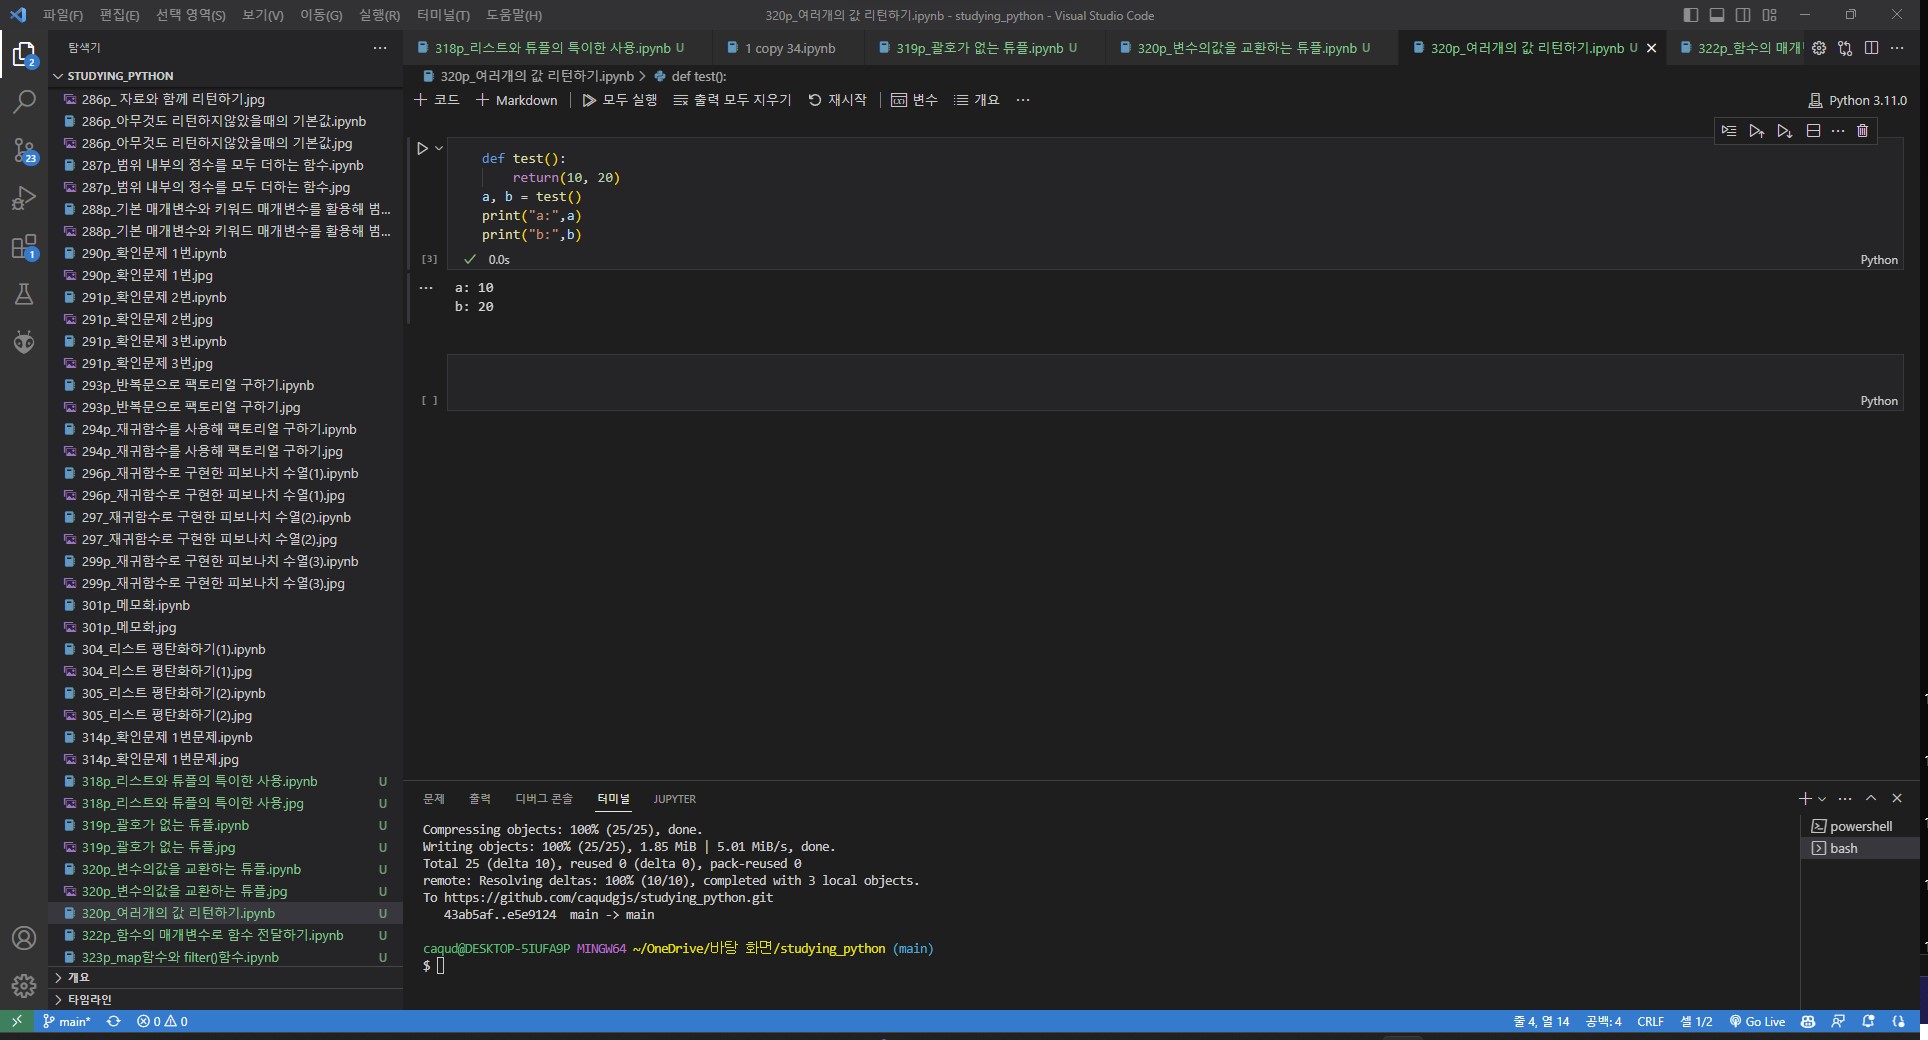 파일(F) 편집(E) 선택 영역(S) 보기(V) 이동(G) 실행(R) 터미널(T) 도움말(H)
320p_여러개의 값 리턴하기.ipynb - studying_python - Visual Studio Code
탐색기
STUDYING_PYTHON
286p_ 자료와 함께 리턴하기.jpg
286p_아무것도 리턴하지않았을때의 기본값.ipynb
286p_아무것도 리턴하지않았을때의 기본값.jpg
287p_범위 내부의 정수를 모두 더하는 함수.ipynb
287p_범위 내부의 정수를 모두 더하는 함수.jpg
288p_기본 매개변수와 키워드 매개변수를 활용해 범...
288p_기본 매개변수와 키워드 매개변수를 활용해 범...
290p_확인문제 1번.ipynb
290p_확인문제 1번.jpg
291p_확인문제 2번.ipynb
291p_확인문제 2번.jpg
291p_확인문제 3번.ipynb
291p_확인문제 3번.jpg
293p_반복문으로 팩토리얼 구하기.ipynb
293p_반복문으로 팩토리얼 구하기.jpg
294p_재귀함수를 사용해 팩토리얼 구하기.ipynb
294p_재귀함수를 사용해 팩토리얼 구하기.jpg
296p_재귀함수로 구현한 피보나치 수열(1).ipynb
296p_재귀함수로 구현한 피보나치 수열(1).jpg
297_재귀함수로 구현한 피보나치 수열(2).ipynb
297_재귀함수로 구현한 피보나치 수열(2).jpg
299p_재귀함수로 구현한 피보나치 수열(3).ipynb
299p_재귀함수로 구현한 피보나치 수열(3).jpg
301p_메모화.ipynb
301p_메모화.jpg
304_리스트 평탄화하기(1).ipynb
304_리스트 평탄화하기(1).jpg
305_리스트 평탄화하기(2).ipynb
305_리스트 평탄화하기(2).jpg
314p_확인문제 1번문제.ipynb
314p_확인문제 1번문제.jpg
318p_리스트와 튜플의 특이한 사용.ipynb U
318p_리스트와 튜플의 특이한 사용.jpg U
319p_괄호가 없는 튜플.ipynb U
319p_괄호가 없는 튜플.jpg U
320p_변수의값을 교환하는 튜플.ipynb U
320p_변수의값을 교환하는 튜플.jpg U
320p_여러개의 값 리턴하기.ipynb U
322p_함수의 매개변수로 함수 전달하기.ipynb U
323p_map함수와 filter()함수.ipynb U
개요
타임라인
2
23
1
318p_리스트와 튜플의 특이한 사용.ipynb U
1 copy 34.ipynb
319p_괄호가 없는 튜플.ipynb U
320p_변수의값을 교환하는 튜플.ipynb U
320p_여러개의 값 리턴하기.ipynb U
322p_함수의 매개
320p_여러개의 값 리턴하기.ipynb > def test():
+ 코드 + Markdown 모두 실행 출력 모두 지우기 재시작 변수 개요 ...
Python 3.11.0
def test():
return(10, 20)
a, b = test()
print("a:",a)
print("b:",b)
[3] 0.0s Python
a: 10
b: 20
[ ] Python
문제 출력 디버그 콘솔 터미널 JUPYTER
Compressing objects: 100% (25/25), done.
Writing objects: 100% (25/25), 1.85 MiB | 5.01 MiB/s, done.
Total 25 (delta 10), reused 0 (delta 0), pack-reused 0
remote: Resolving deltas: 100% (10/10), completed with 3 local objects.
To https://github.com/caqudgjs/studying_python.git
43ab5af..e5e9124 main -> main
caqud@DESKTOP-5IUFA9P MINGW64 ~/OneDrive/바탕 화면/studying_python (main)
$
powershell
bash
main* 0 0
줄 4, 열 14 공백: 4 CRLF 셀 1/2 Go Live